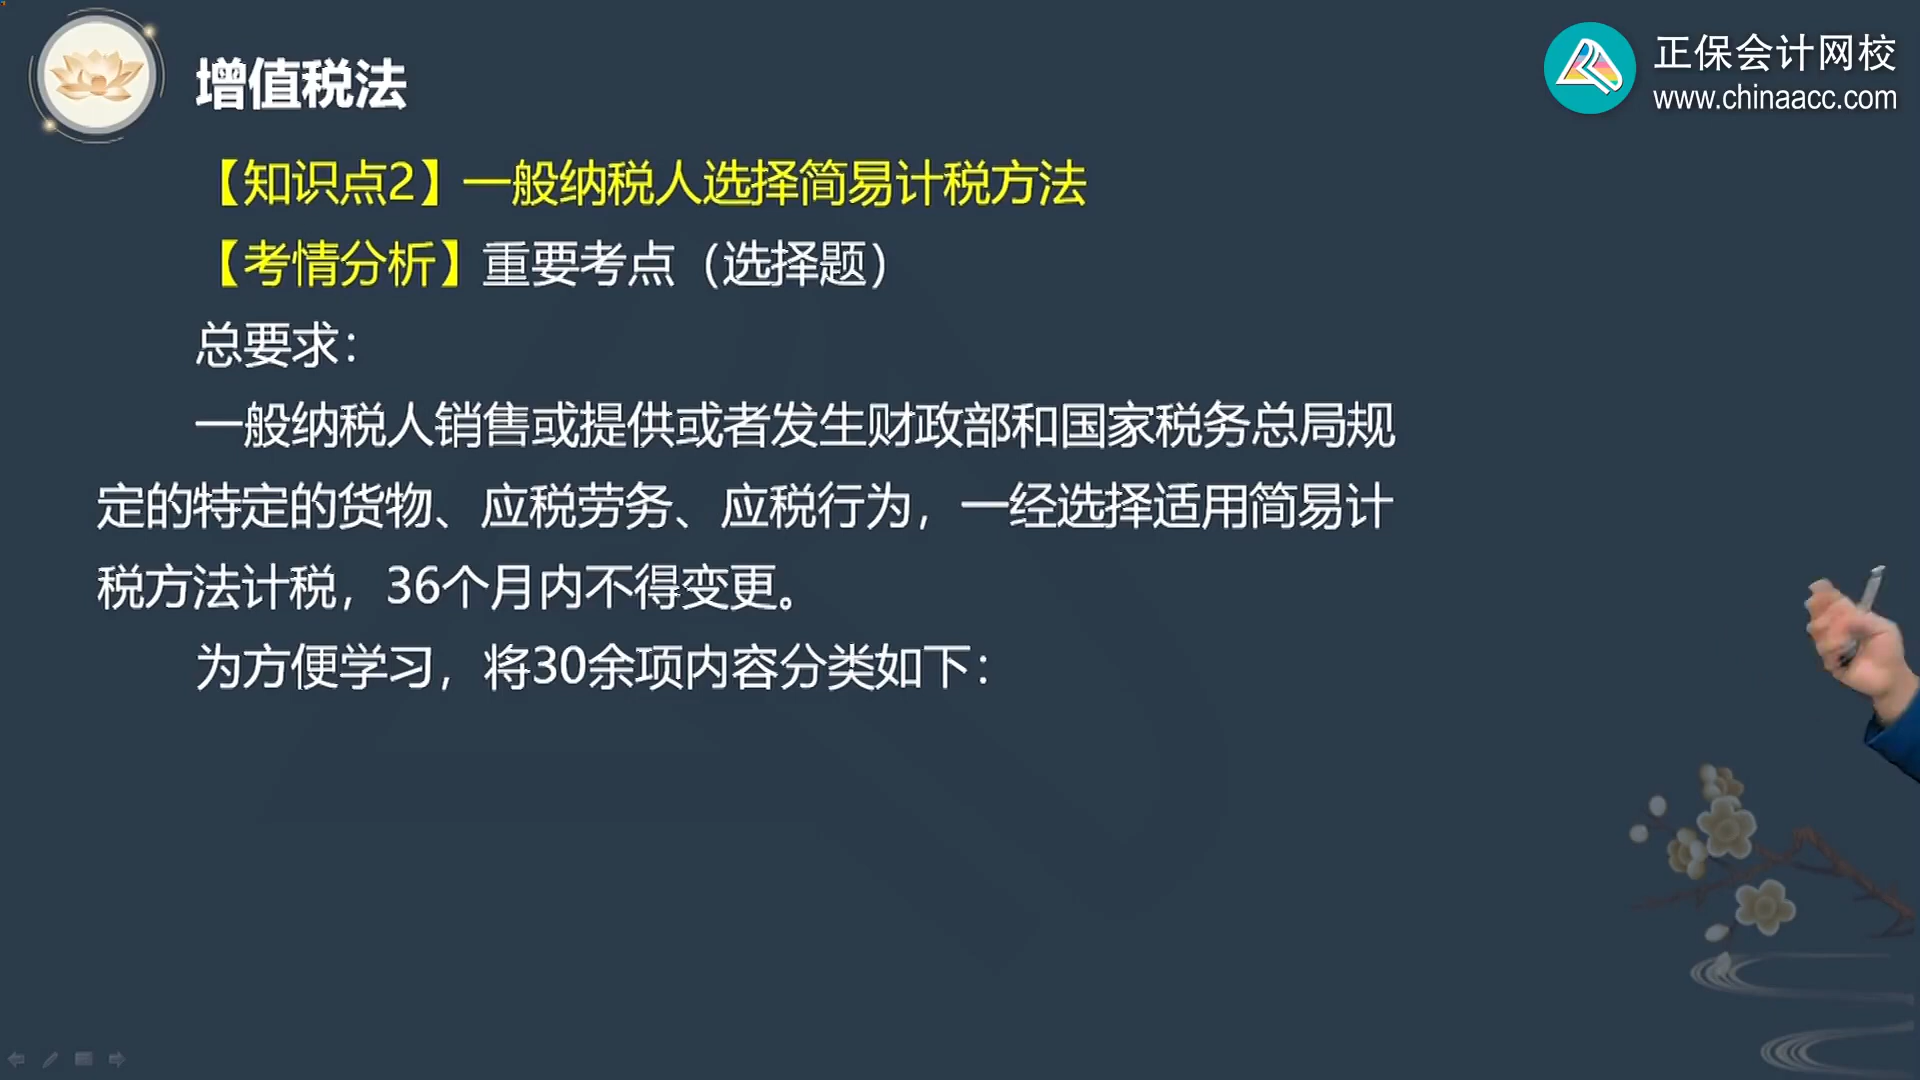 增值税法
正保会计网校
www.chinaacc.com
【知识点2】一般纳税人选择简易计税方法
【考情分析】重要考点（选择题）
总要求：
一般纳税人销售或提供或者发生财政部和国家税务总局规
定的特定的货物、应税劳务、应税行为，一经选择适用简易计
税方法计税，36个月内不得变更。
为方便学习，将30余项内容分类如下：